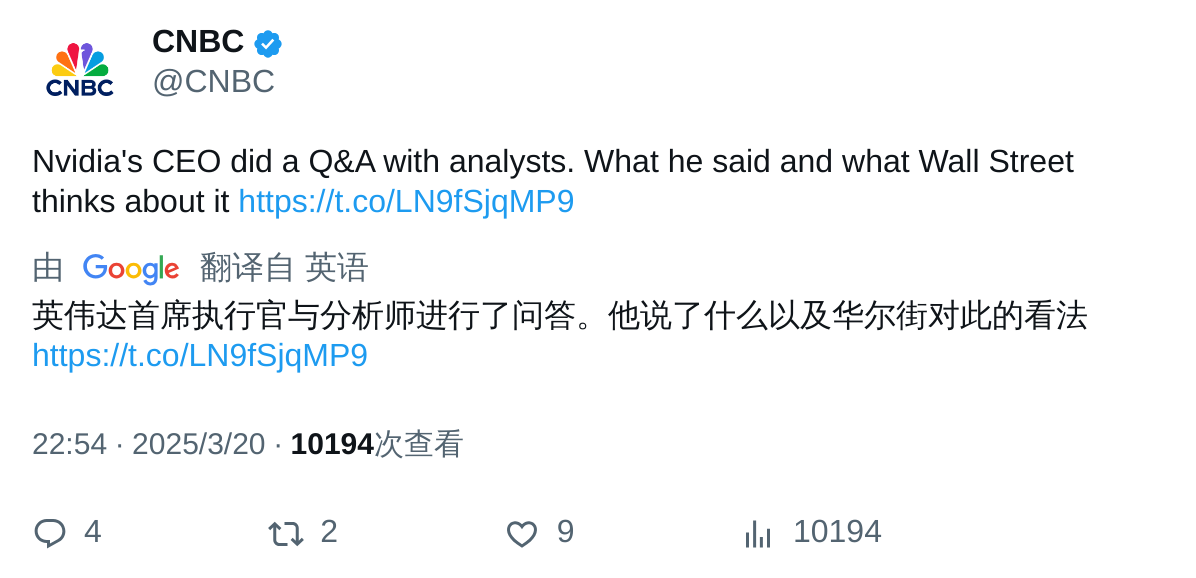 CNBC
CNBC
@CNBC
Nvidia's CEO did a Q&A with analysts. What he said and what Wall Street
thinks about it https://t.co/LN9fSjqMP9
由 Google 翻译自 英语
英伟达首席执行官与分析师进行了问答。他说了什么以及华尔街对此的看法
https://t.co/LN9fSjqMP9
22:54 · 2025/3/20 · 10194次查看
4 2 9 10194